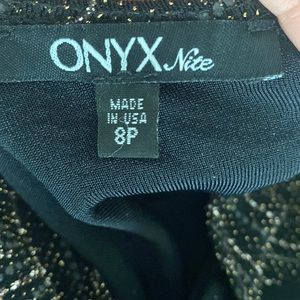 ONYX Nite
MADE
IN USA
8P